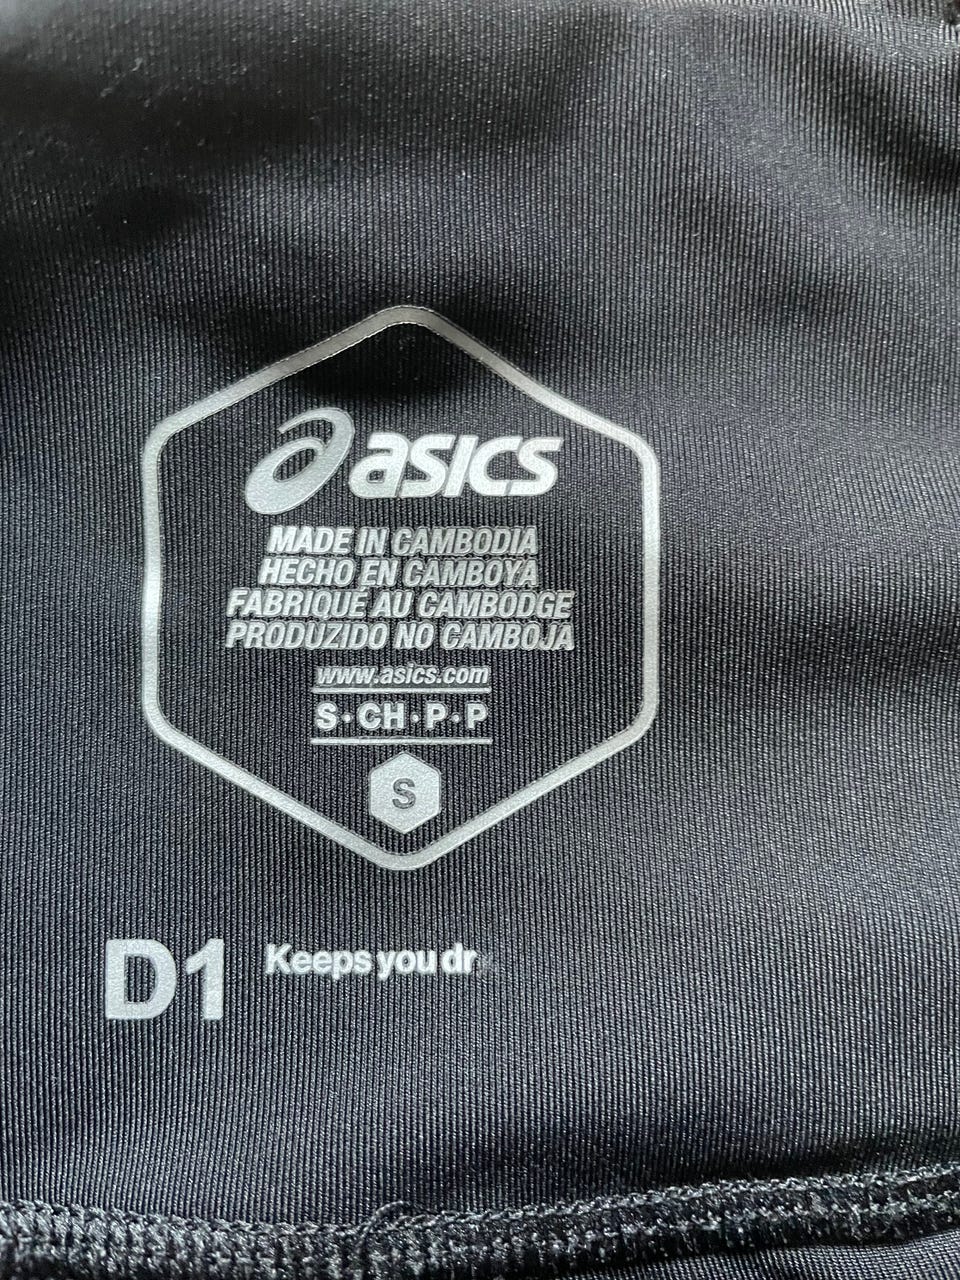 asics
MADE IN CAMBODIA
HECHO EN CAMBOYA
FABRIQUÉ AU CAMBODGE
PRODUZIDO NO CAMBOJA
www.asics.com
S·CH·P·P
S
D1 Keeps you dr